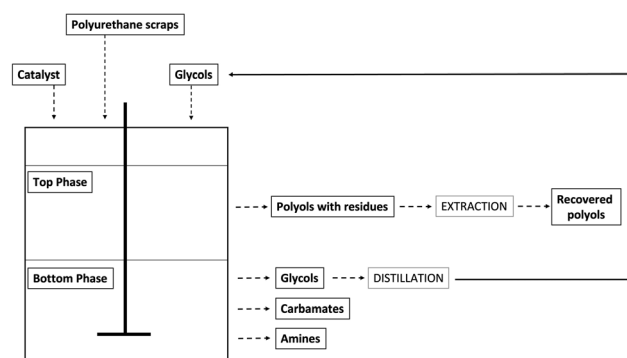 Polyurethane scraps
Catalyst
Glycols
Top Phase
Polyols with residues
EXTRACTION
Recovered
polyols
Bottom Phase
Glycols
DISTILLATION
Carbamates
Amines